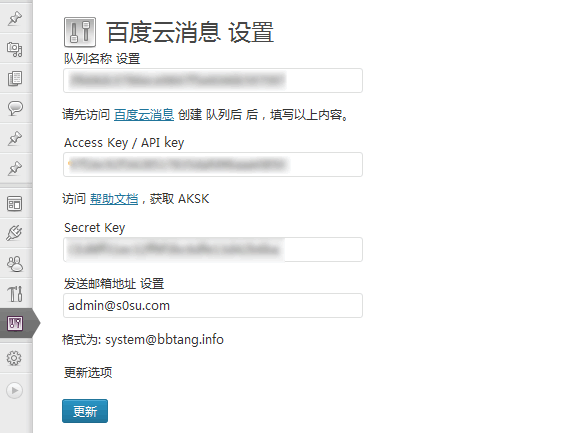 百度云消息 设置
队列名称 设置
请先访问 百度云消息 创建 队列后 后，填写以上内容。
Access Key / API key
访问 帮助文档，获取 AKSK
Secret Key
发送邮箱地址 设置
admin@s0su.com
格式为: system@bbtang.info
更新选项
更新